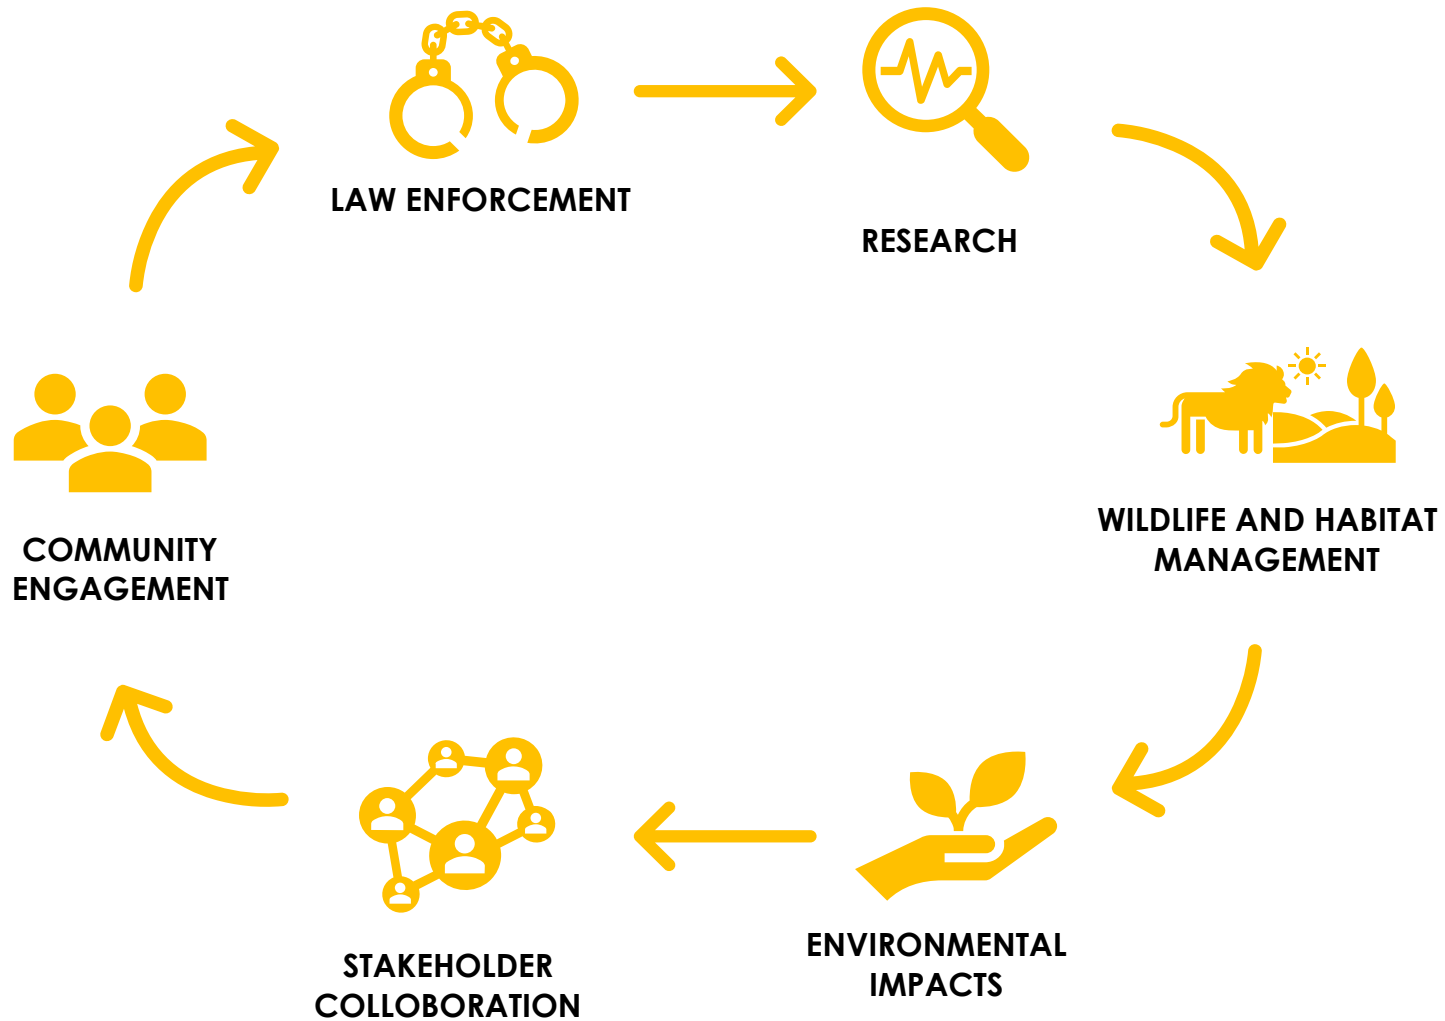 LAW ENFORCEMENT
RESEARCH
WILDLIFE AND HABITAT
MANAGEMENT
ENVIRONMENTAL
IMPACTS
STAKEHOLDER
COLLOBORATION
COMMUNITY
ENGAGEMENT